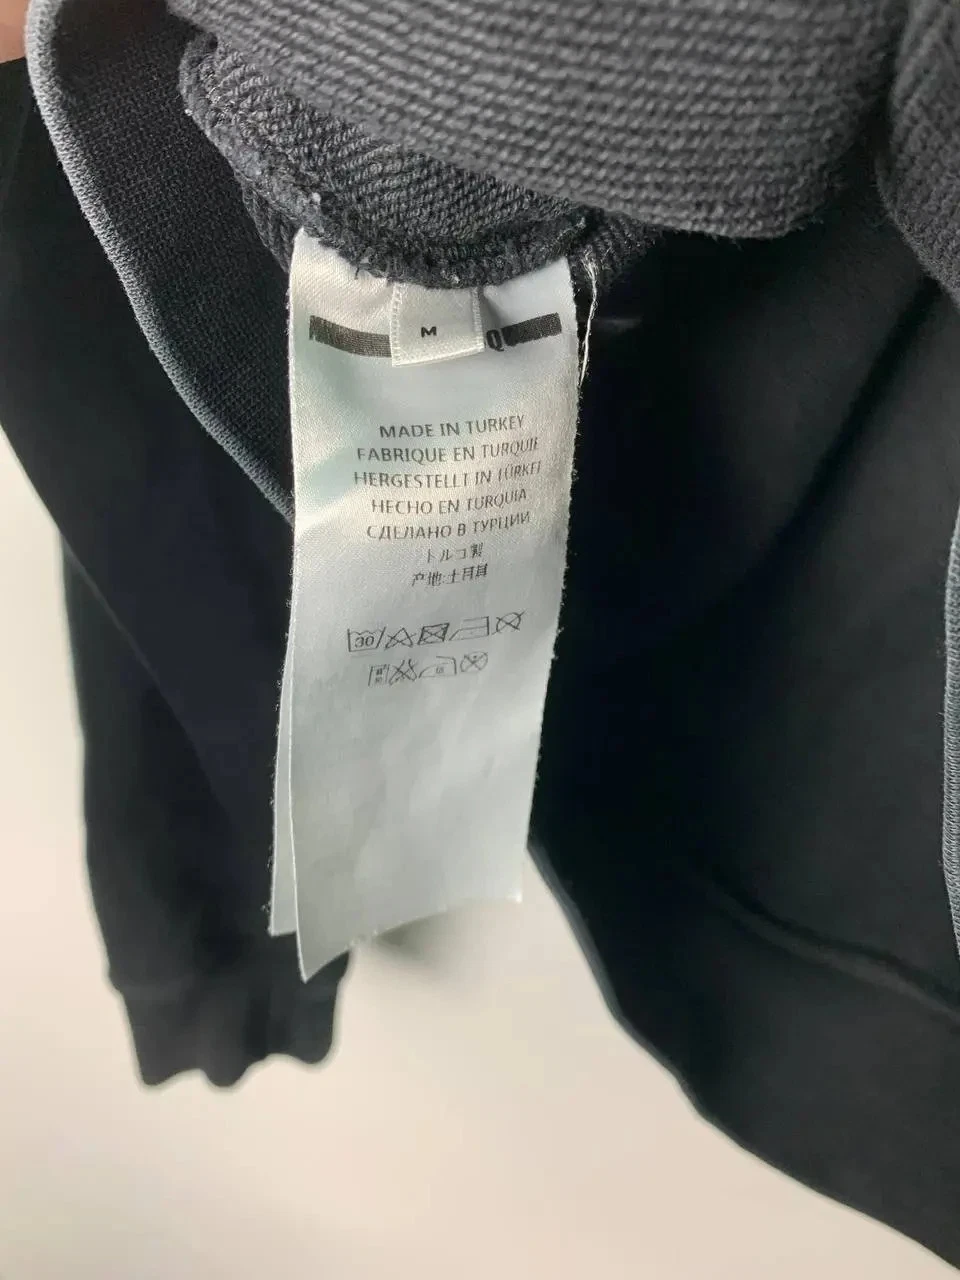 M
Q
MADE IN TURKEY
FABRIQUE EN TURQUIE
HERGESTELLT IN TÜRKEI
HECHO EN TURQUIA
СДЕЛАНО В ТУРЦИИ
トルコ製
产地:土耳其
30